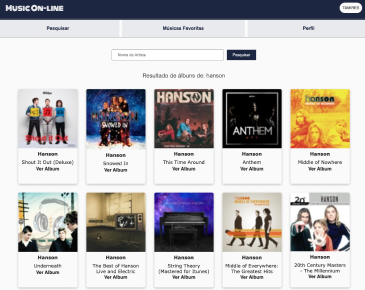 MUSIC ON-LINE
TAMIRES
Pesquisar
Músicas Favoritas
Perfil
Nome do Artista
Pesquisar
Resultado de álbuns de: hanson
HANSON
ANTHEM
hanson
SNOWED IN
20th
HANSON
Hanson
Shout It Out (Deluxe)
Ver Album
Hanson
Snowed In
Ver Album
Hanson
This Time Around
Ver Album
Hanson
Anthem
Ver Album
Hanson
Middle of Nowhere
Ver Album
Hanson
Underneath
Ver Album
Hanson
The Best of Hanson
Live and Electric
Ver Album
Hanson
String Theory
(Mastered for Itunes)
Ver Album
Hanson
Middle of Everywhere:
The Greatest Hits
Ver Album
Hanson
20th Century Masters
- The Millennium
Ver Album